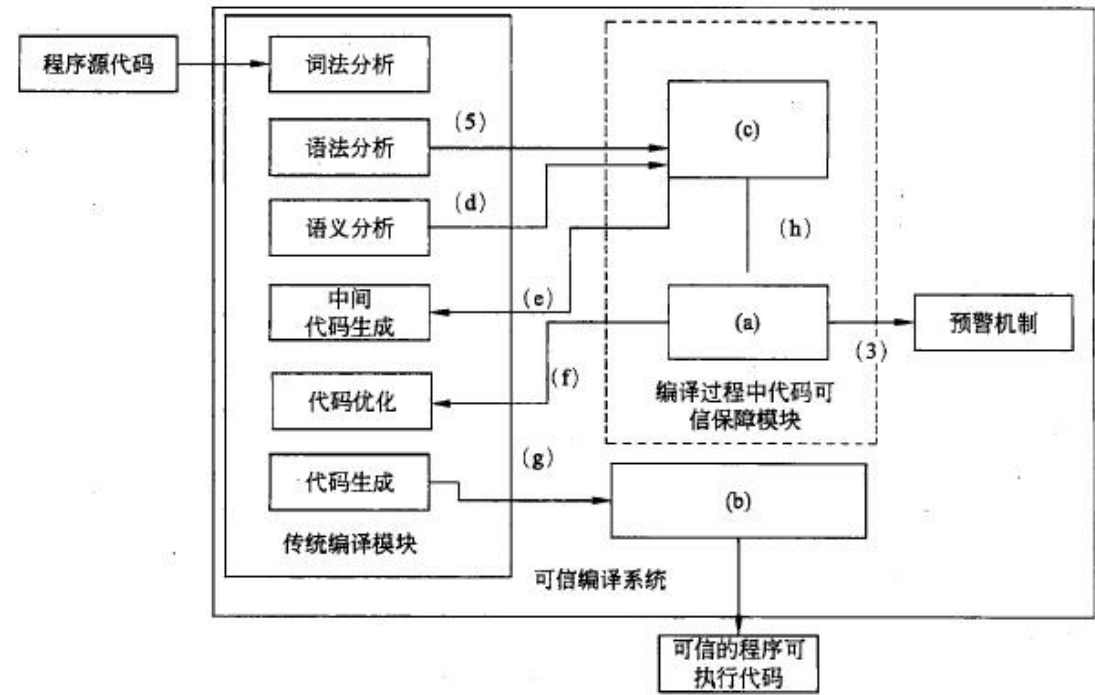 程序源代码
词法分析
语法分析
(5)
(c)
语义分析
(d)
(h)
中间
代码生成
(e)
(a)
(3)
预警机制
代码优化
(f)
编译过程中代码可
信保障模块
代码生成
(g)
(b)
传统编译模块
可信编译系统
可信的程序可
执行代码